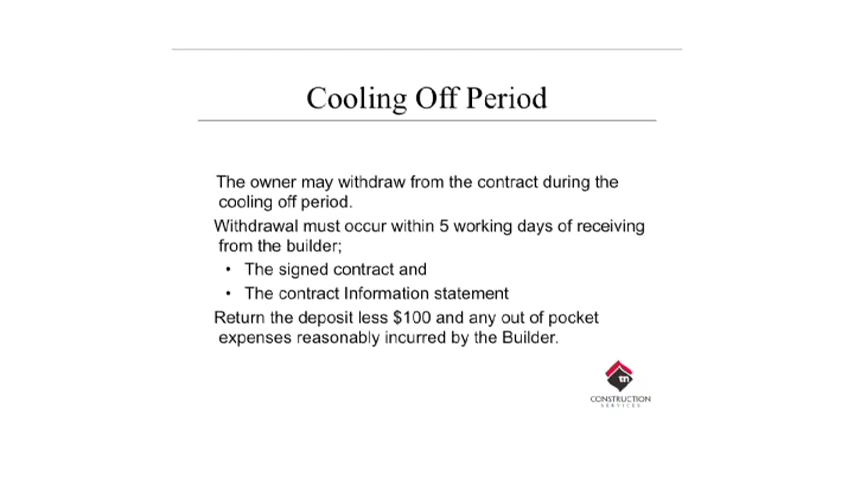 Cooling Off Period
The owner may withdraw from the contract during the
cooling off period.
Withdrawal must occur within 5 working days of receiving
from the builder;
• The signed contract and
• The contract Information statement
Return the deposit less $100 and any out of pocket
expenses reasonably incurred by the Builder.
tn
CONSTRUCTION
SERVICES